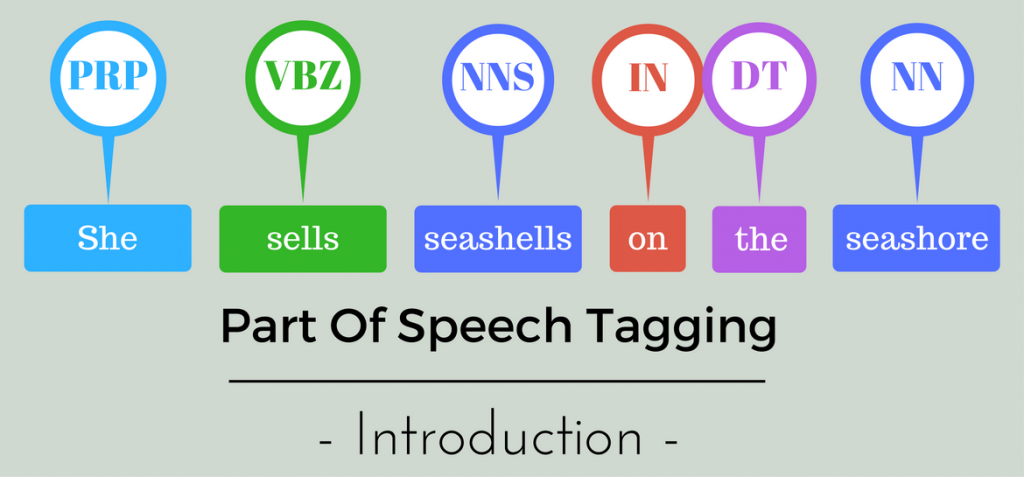 PRP VBZ NNS IN DT NN
She sells seashells on the seashore
Part Of Speech Tagging
- Introduction -